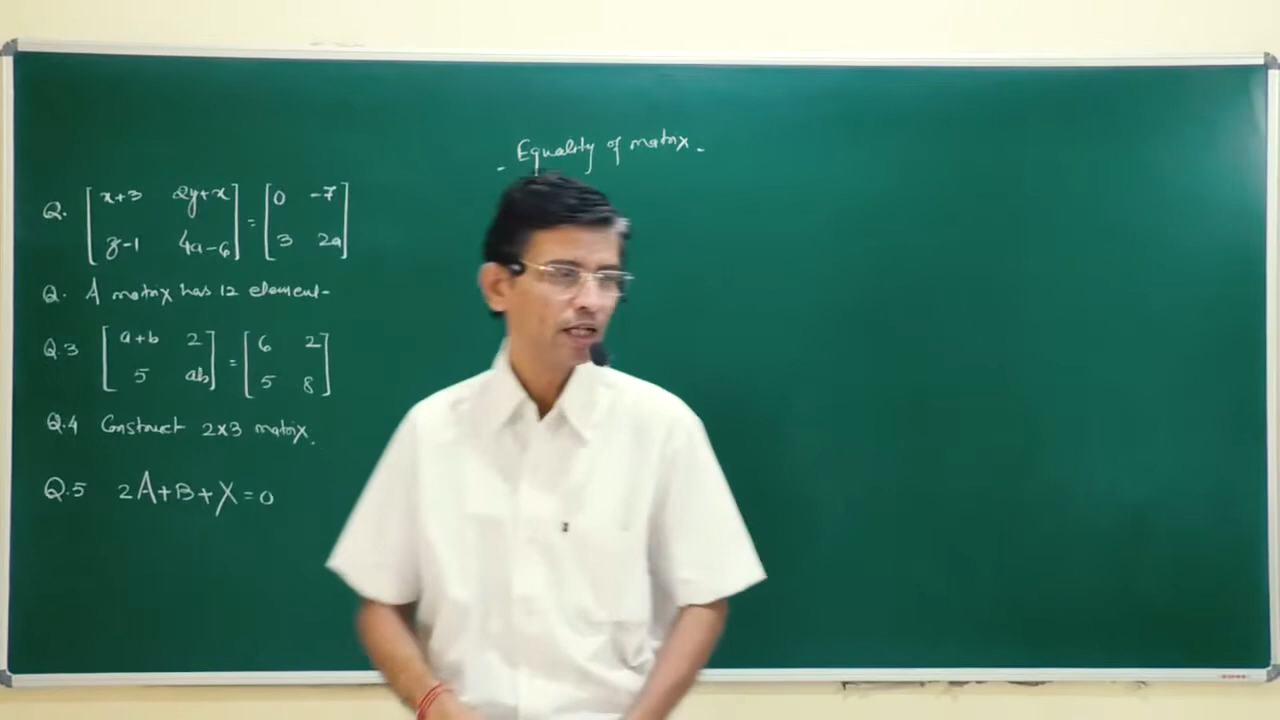 - Equality of matrix -
Q. [x+3 2y+x] = [0 -7]
[z-1 4a-6] [3 2a]
Q. A matrix has 12 element-
Q.3 [a+b 2] = [6 2]
[5 ab] [5 8]
Q.4 Construct 2x3 matrix.
Q.5 2A+B+X=0